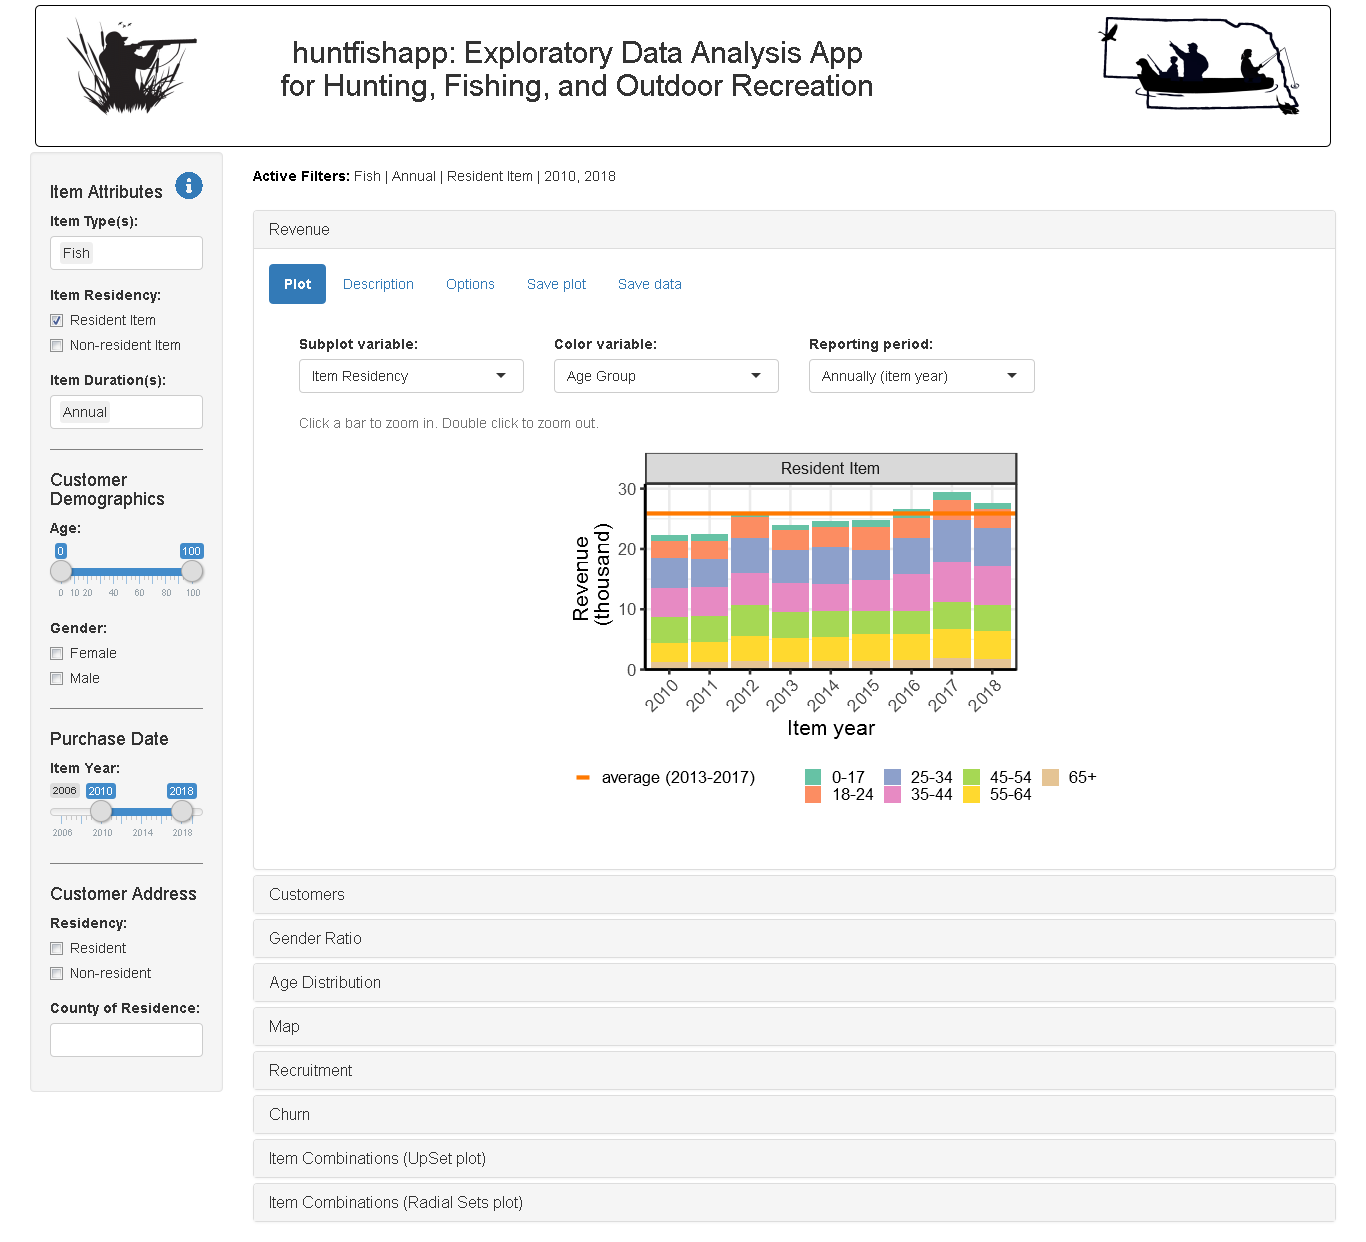 huntfishapp: Exploratory Data Analysis App
for Hunting, Fishing, and Outdoor Recreation
Item Attributes
Item Type(s):
Fish
Item Residency:
Resident Item
Non-resident Item
Item Duration(s):
Annual
Customer
Demographics
Age:
0 100
0 10 20 40 60 80 100
Gender:
Female
Male
Purchase Date
Item Year:
2006 2010 2018
2006 2010 2014 2018
Customer Address
Residency:
Resident
Non-resident
County of Residence:
Active Filters: Fish | Annual | Resident Item | 2010, 2018
Revenue
Plot Description Options Save plot Save data
Subplot variable: Color variable: Reporting period:
Item Residency Age Group Annually (item year)
Click a bar to zoom in. Double click to zoom out.
Resident Item
30
20
10
0
Revenue
(thousand)
2010 2011 2012 2013 2014 2015 2016 2017 2018
Item year
average (2013-2017) 0-17 25-34 45-54 65+
18-24 35-44 55-64
Customers
Gender Ratio
Age Distribution
Map
Recruitment
Churn
Item Combinations (UpSet plot)
Item Combinations (Radial Sets plot)